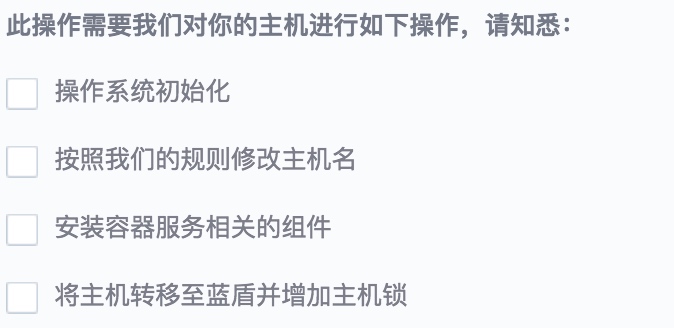 此操作需要我们对你的主机进行如下操作，请知悉：
操作系统初始化
按照我们的规则修改主机名
安装容器服务相关的组件
将主机转移至蓝盾并增加主机锁